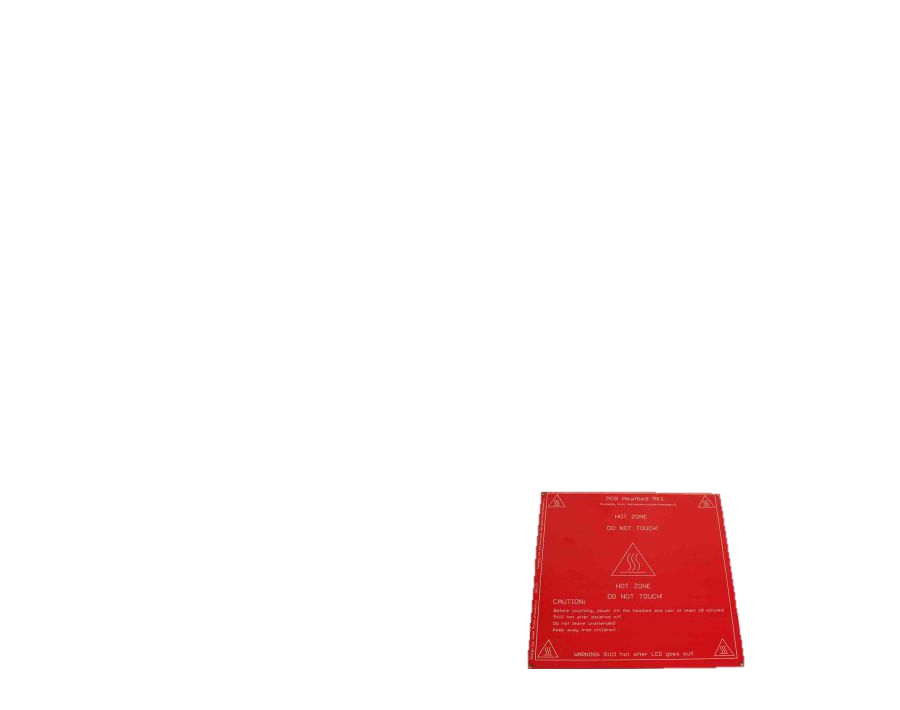 PCB Heatbed MK1
HOT ZONE
DO NOT TOUCH!
HOT ZONE
DO NOT TOUCH!
CAUTION:
Before touching, power off the heatbed and wait at least 10 minutes!
Still hot after powered off!
Do not leave unattended!
Keep away from children!
WARNING: Still hot after LED goes out!